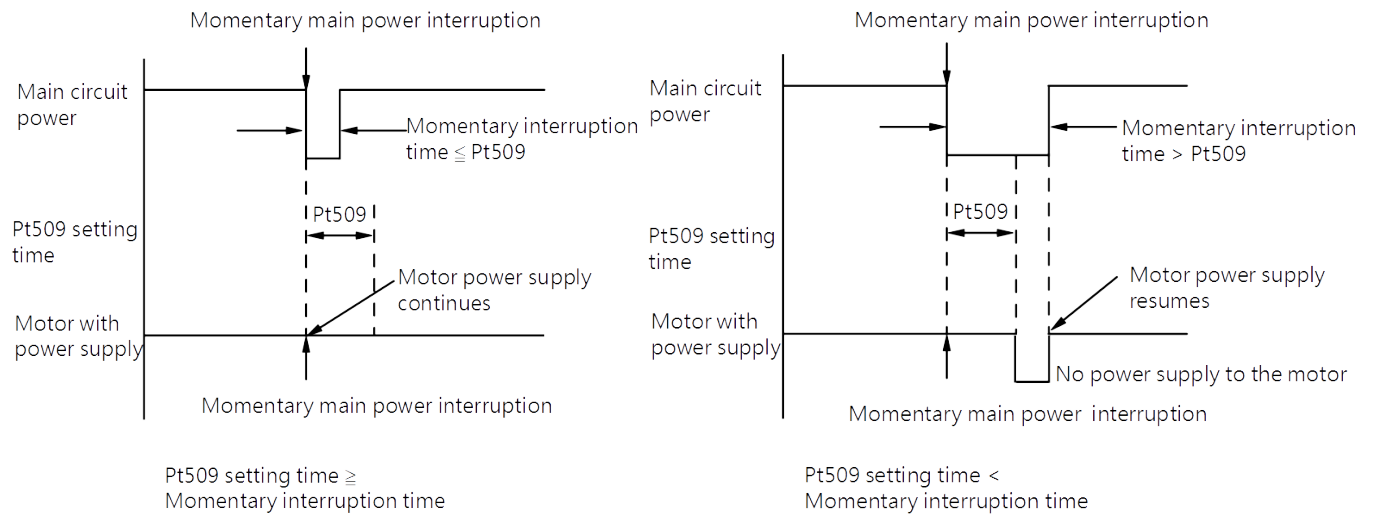 Momentary main power interruption
Main circuit
power
Momentary interruption
time ≦ Pt509
Pt509
Pt509 setting
time
Motor power supply
continues
Motor with
power supply
Momentary main power interruption
Pt509 setting time ≧
Momentary interruption time
Momentary main power interruption
Main circuit
power
Momentary interruption
time > Pt509
Pt509
Pt509 setting
time
Motor power supply
resumes
Motor with
power supply
No power supply to the motor
Momentary main power interruption
Pt509 setting time <
Momentary interruption time